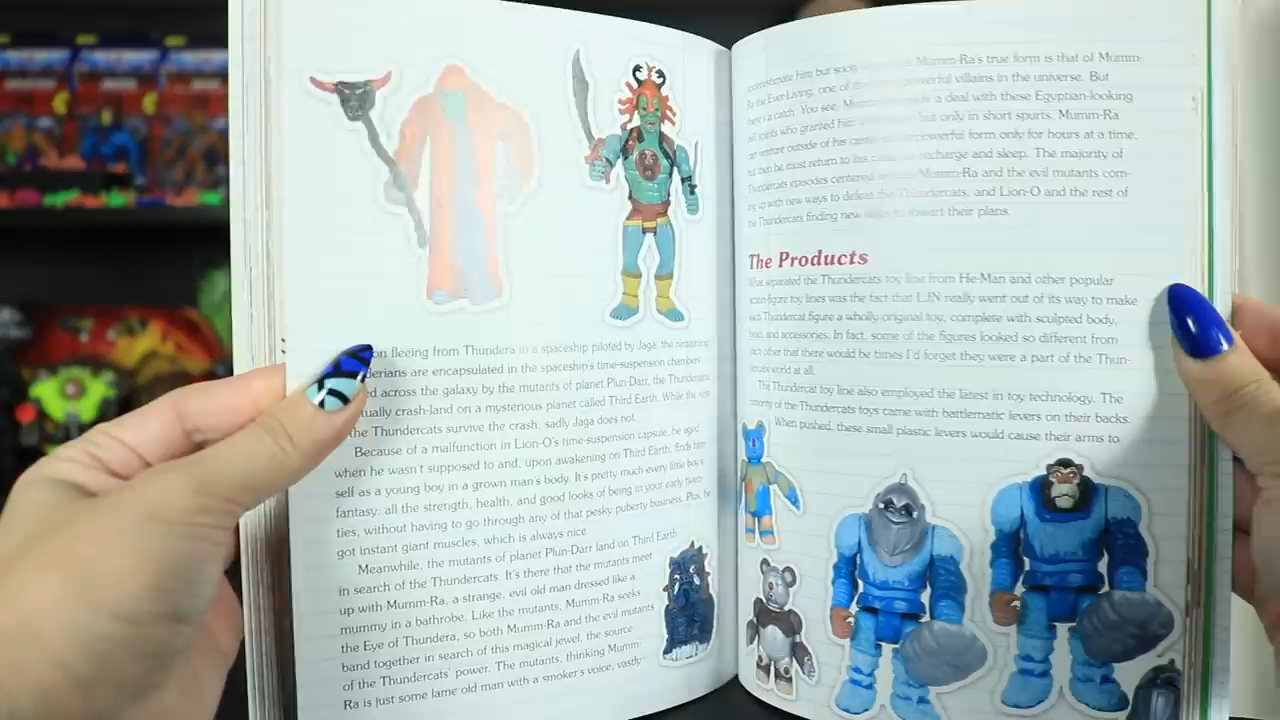 on fleeing from Thundera in a spaceship piloted by Jaga, the remaining
derians are encapsulated in the spaceship's time-suspension chambers.
ed across the galaxy by the mutants of planet Plun-Darr, the Thunderians
ually crash-land on a mysterious planet called Third Earth. While the rest
the Thundercats survive the crash, sadly Jaga does not.
Because of a malfunction in Lion-O's time-suspension capsule, he aged
when he wasn't supposed to and, upon awakening on Third Earth, finds him
self as a young boy in a grown man's body. It's pretty much every little boy's
fantasy: all the strength, health, and good looks of being in your early twen-
ties, without having to go through any of that pesky puberty business. Plus, he
got instant giant muscles, which is always nice.
Meanwhile, the mutants of planet Plun-Darr land on Third Earth
in search of the Thundercats. It's there that the mutants meet
up with Mumm-Ra, a strange, evil old man dressed like a
mummy in a bathrobe. Like the mutants, Mumm-Ra seeks
the Eye of Thundera, so both Mumm-Ra and the evil mutants
band together in search of this magical jewel, the source
of the Thundercats' power. The mutants, thinking Mumm-
Ra is just some lame old man with a smoker's voice, vastly
underestimate him but soon Mumm-Ra's true form is that of Mumm-
Ra the Ever-Living, one of powerful villains in the universe. But
there's a catch. You see, a deal with these Egyptian-looking
evil spirits who granted him but only in short spurts. Mumm-Ra
can venture outside of his powerful form only for hours at a time,
but then he must return to his recharge and sleep. The majority of
Thundercats episodes centered Mumm-Ra and the evil mutants com-
ing up with new ways to defeat the Thundercats, and Lion-O and the rest of
the Thundercats finding new ways to thwart their plans.
The Products
What separated the Thundercats toy line from He-Man and other popular
action-figure toy lines was the fact that LJN really went out of its way to make
each Thundercat figure a wholly original toy, complete with sculpted body,
head, and accessories. In fact, some of the figures looked so different from
each other that there would be times I'd forget they were a part of the Thun-
dercats world at all.
The Thundercat toy line also employed the latest in toy technology. The
majority of the Thundercats toys came with battlematic levers on their backs.
When pushed, these small plastic levers would cause their arms to